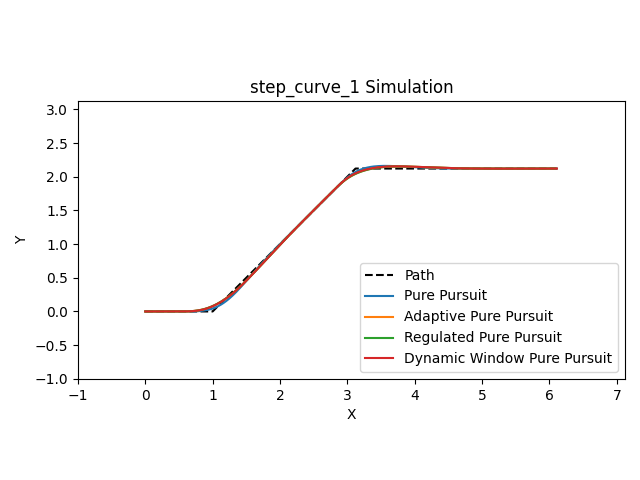 step_curve_1 Simulation
3.0
2.5
2.0
1.5
1.0
0.5
0.0
−0.5
−1.0
Y
Path
Pure Pursuit
Adaptive Pure Pursuit
Regulated Pure Pursuit
Dynamic Window Pure Pursuit
−1 0 1 2 3 4 5 6 7
X